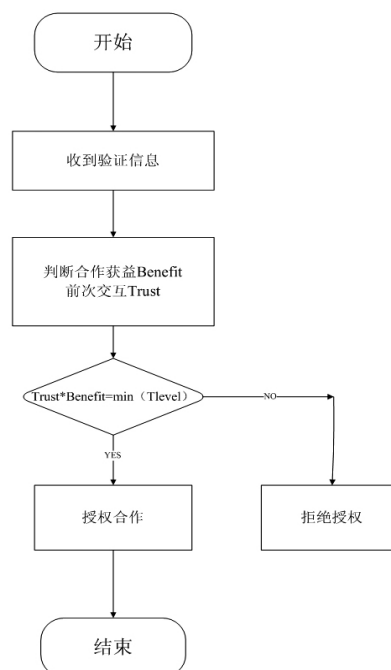 开始
收到验证信息
判断合作获益Benefit
前次交互Trust
Trust*Benefit=min（Tlevel）
NO
YES
授权合作
拒绝授权
结束